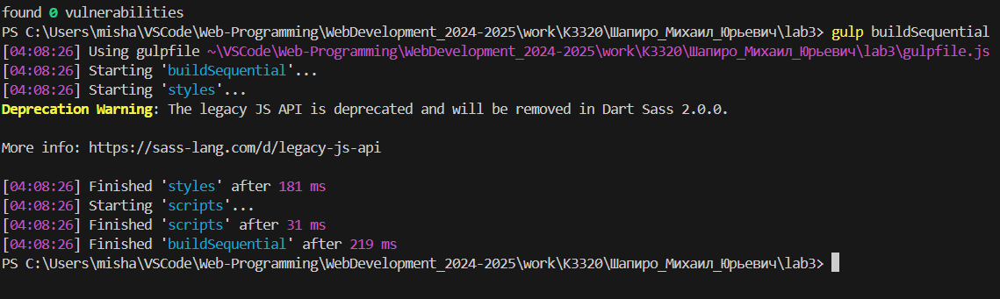 found 0 vulnerabilities
PS C:\Users\misha\VSCode\Web-Programming\WebDevelopment_2024-2025\work\K3320\Шапиро_Михаил_Юрьевич\lab3> gulp buildSequential
[04:08:26] Using gulpfile ~\VSCode\Web-Programming\WebDevelopment_2024-2025\work\K3320\Шапиро_Михаил_Юрьевич\lab3\gulpfile.js
[04:08:26] Starting 'buildSequential'...
[04:08:26] Starting 'styles'...
Deprecation Warning: The legacy JS API is deprecated and will be removed in Dart Sass 2.0.0.
More info: https://sass-lang.com/d/legacy-js-api
[04:08:26] Finished 'styles' after 181 ms
[04:08:26] Starting 'scripts'...
[04:08:26] Finished 'scripts' after 31 ms
[04:08:26] Finished 'buildSequential' after 219 ms
PS C:\Users\misha\VSCode\Web-Programming\WebDevelopment_2024-2025\work\K3320\Шапиро_Михаил_Юрьевич\lab3>